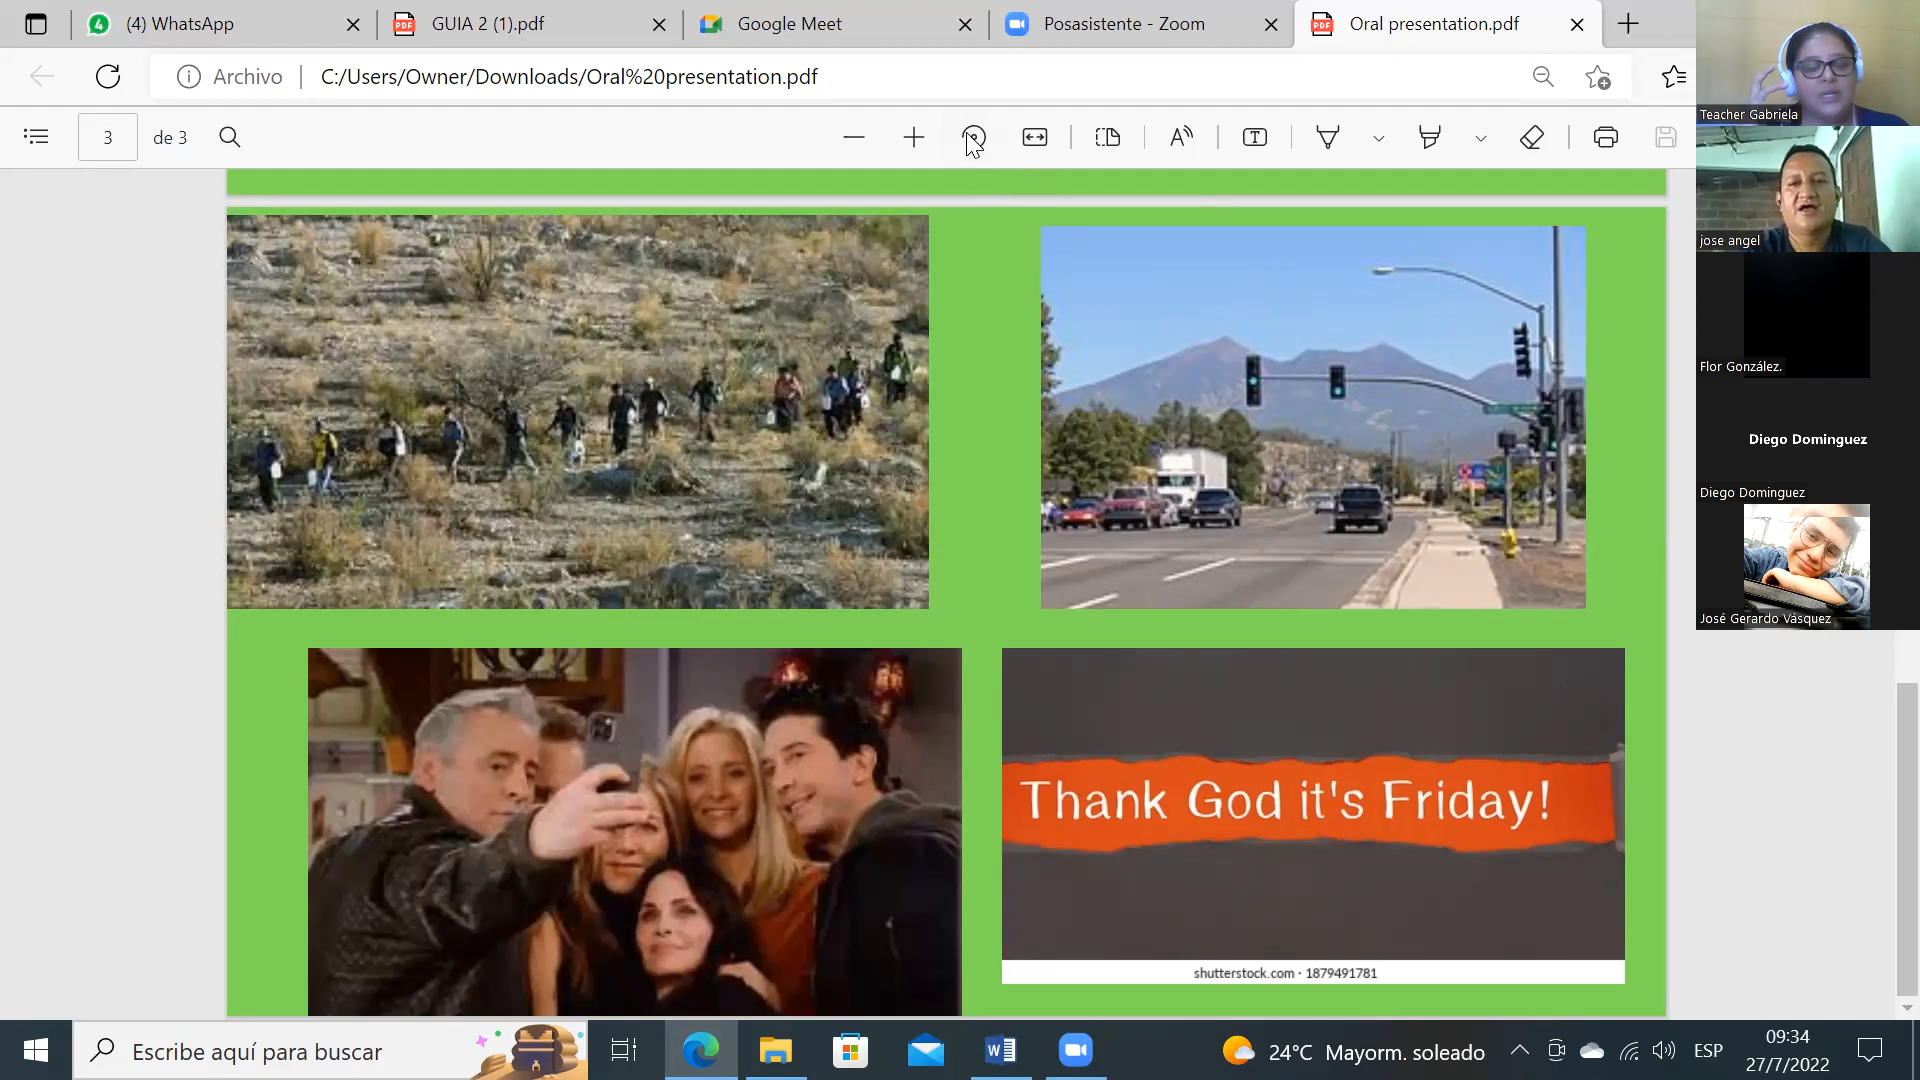 (4) WhatsApp
GUIA 2 (1).pdf
Google Meet
Posasistente - Zoom
Oral presentation.pdf
Archivo
C:/Users/Owner/Downloads/Oral%20presentation.pdf
3
de 3
Teacher Gabriela
jose angel
Flor González.
Diego Dominguez
Diego Dominguez
José Gerardo Vásquez
Thank God it's Friday!
shutterstock.com · 1879491781
Escribe aquí para buscar
24°C Mayorm. soleado
ESP
09:34
27/7/2022